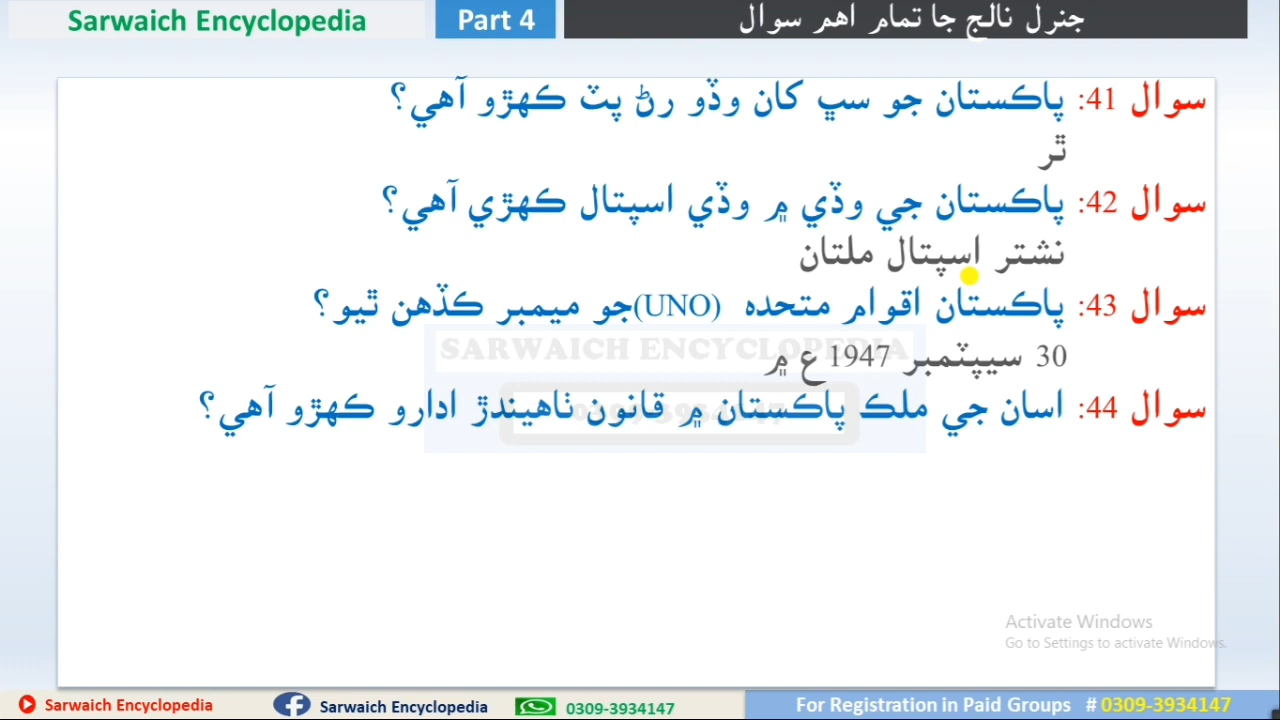 Sarwaich Encyclopedia
Part 4
جنرل نالج جا تمام اهم سوال
سوال 41: پاڪستان جو سڀ کان وڏو رڻ پٽ ڪهڙو آهي؟
ٿر
سوال 42: پاڪستان جي وڏي ۾ وڏي اسپتال ڪهڙي آهي؟
نشتر اسپتال ملتان
سوال 43: پاڪستان اقوام متحده (UNO)جو ميمبر ڪڏهن ٿيو؟
30 سيپٽمبر 1947ع ۾
SARWAICH ENCYCLOPEDIA
سوال 44: اسان جي ملڪ پاڪستان ۾ قانون ٺاهيندڙ ادارو ڪهڙو آهي؟
Activate Windows
Go to Settings to activate Windows.
Sarwaich Encyclopedia
Sarwaich Encyclopedia
0309-3934147
For Registration in Paid Groups # 0309-3934147